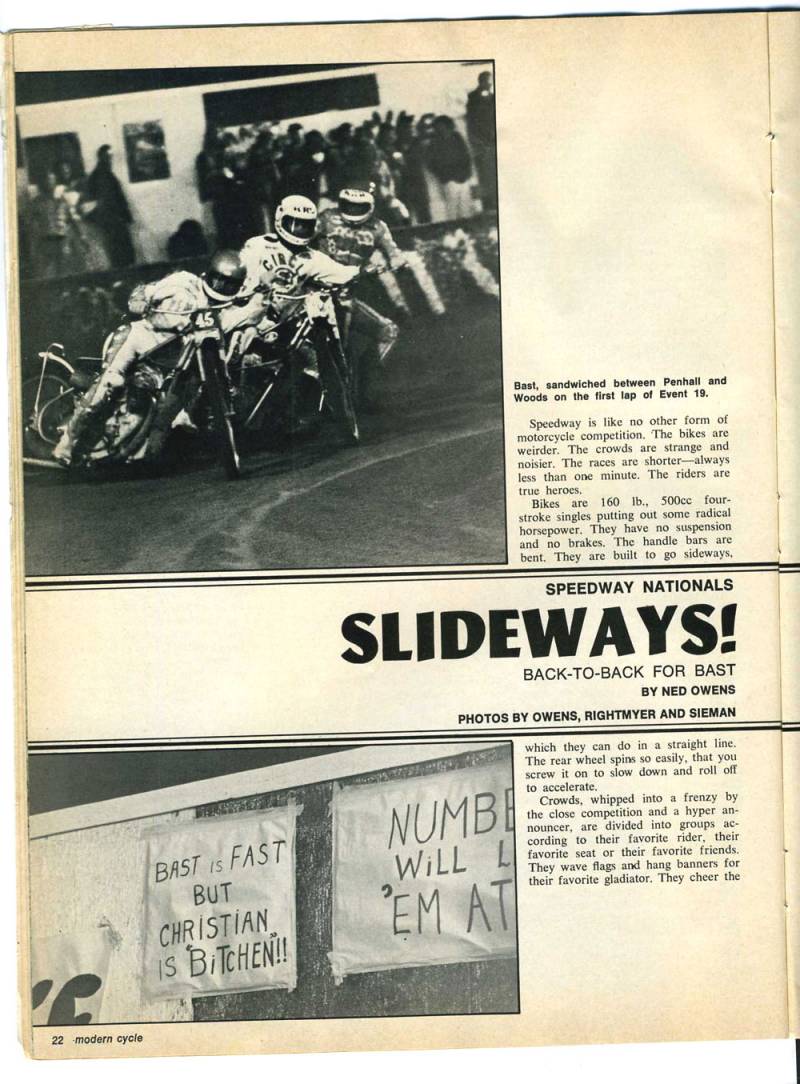 45
Bast, sandwiched between Penhall and
Woods on the first lap of Event 19.
Speedway is like no other form of
motorcycle competition. The bikes are
weirder. The crowds are strange and
noisier. The races are shorter—always
less than one minute. The riders are
true heroes.
Bikes are 160 lb., 500cc four-
stroke singles putting out some radical
horsepower. They have no suspension
and no brakes. The handle bars are
bent. They are built to go sideways,
SPEEDWAY NATIONALS
SLIDEWAYS!
BACK-TO-BACK FOR BAST
BY NED OWENS
PHOTOS BY OWENS, RIGHTMYER AND SIEMAN
which they can do in a straight line.
The rear wheel spins so easily, that you
screw it on to slow down and roll off
to accelerate.
Crowds, whipped into a frenzy by
the close competition and a hyper an-
nouncer, are divided into groups ac-
cording to their favorite rider, their
favorite seat or their favorite friends.
They wave flags and hang banners for
their favorite gladiator. They cheer the
BAST IS FAST
BUT
CHRISTIAN
IS "BITCHEN"!!
NUMBE
WILL L
'EM AT
22 modern cycle